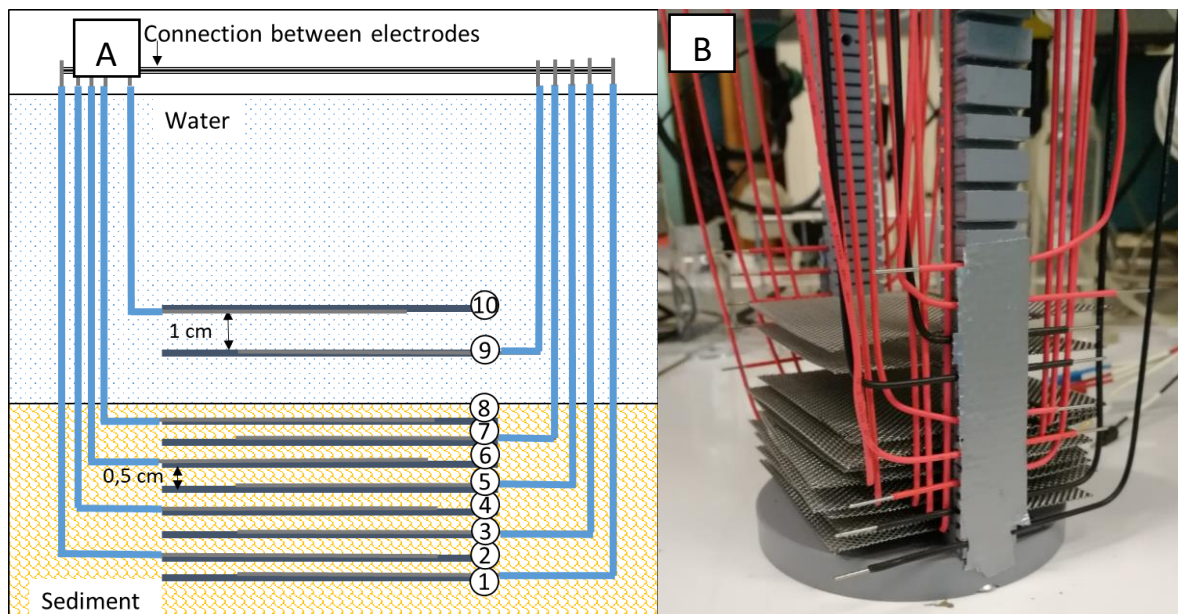 A
Connection between electrodes
Water
10
1 cm
9
8
7
6
0,5 cm
5
4
3
2
1
Sediment
B